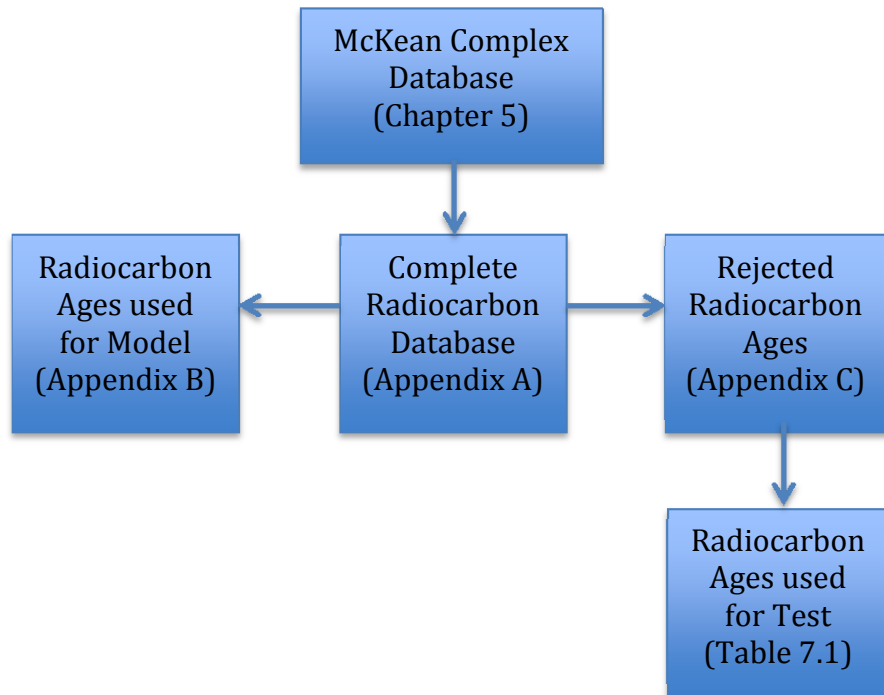 McKean Complex
Database
(Chapter 5)
Radiocarbon
Ages used
for Model
(Appendix B)
Complete
Radiocarbon
Database
(Appendix A)
Rejected
Radiocarbon
Ages
(Appendix C)
Radiocarbon
Ages used
for Test
(Table 7.1)